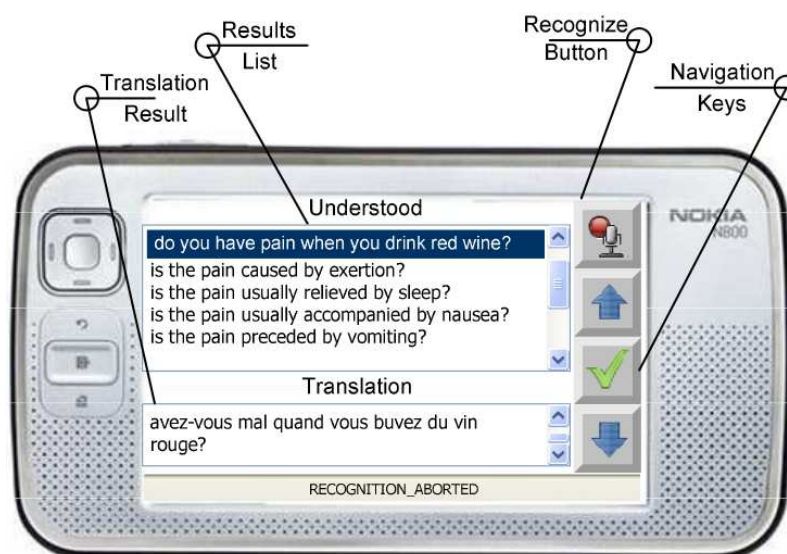 Results
List
Recognize
Button
Translation
Result
Navigation
Keys
Understood
NOKIA
N800
do you have pain when you drink red wine?
is the pain caused by exertion?
is the pain usually relieved by sleep?
is the pain usually accompanied by nausea?
is the pain preceded by vomiting?
Translation
avez-vous mal quand vous buvez du vin
rouge?
RECOGNITION_ABORTED